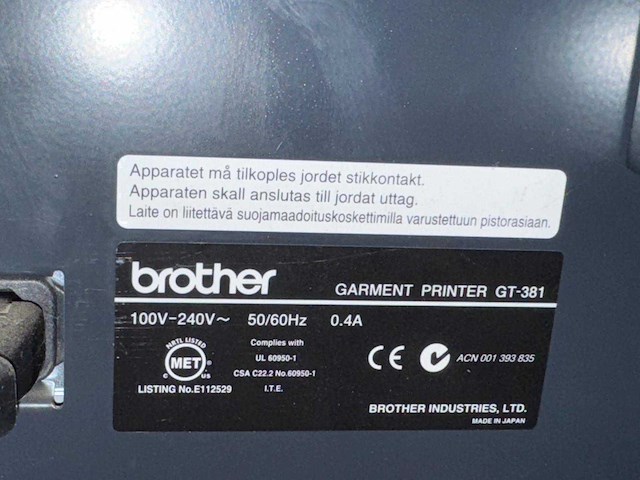 Apparatet må tilkoples jordet stikkontakt.
Apparaten skall anslutas till jordat uttag.
Laite on liitettävä suojamaadoituskoskettimilla varustettuun pistorasiaan.
brother
GARMENT PRINTER GT-381
100V-240V~ 50/60Hz 0.4A
NRTL LISTED
MET
C US
LISTING No.E112529
Complies with
UL 60950-1
CSA C22.2 No.60950-1
I.T.E.
CE
ACN 001 393 835
BROTHER INDUSTRIES, LTD.
MADE IN JAPAN